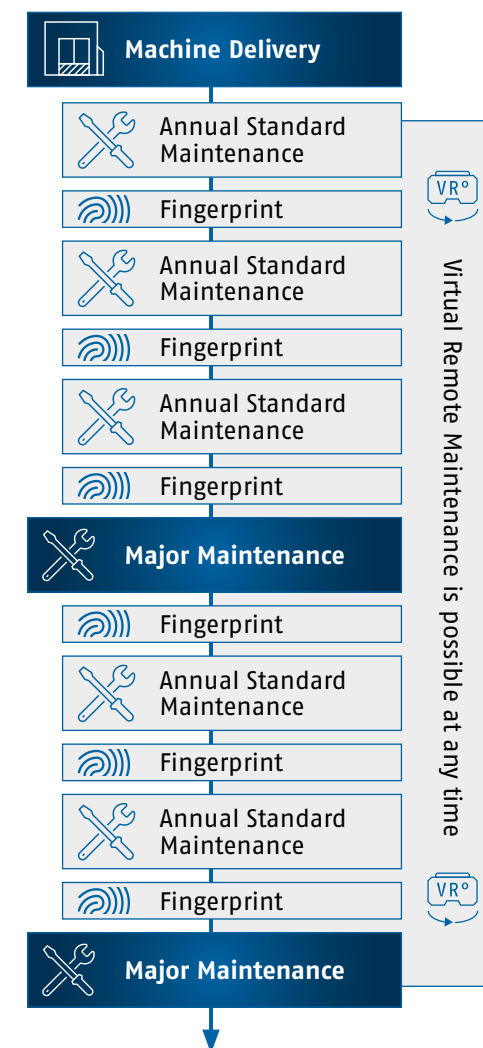 Machine Delivery
Annual Standard
Maintenance
Fingerprint
Annual Standard
Maintenance
Fingerprint
Annual Standard
Maintenance
Fingerprint
Major Maintenance
Fingerprint
Annual Standard
Maintenance
Fingerprint
Annual Standard
Maintenance
Fingerprint
Major Maintenance
VR°
Virtual Remote Maintenance is possible at any time
VR°